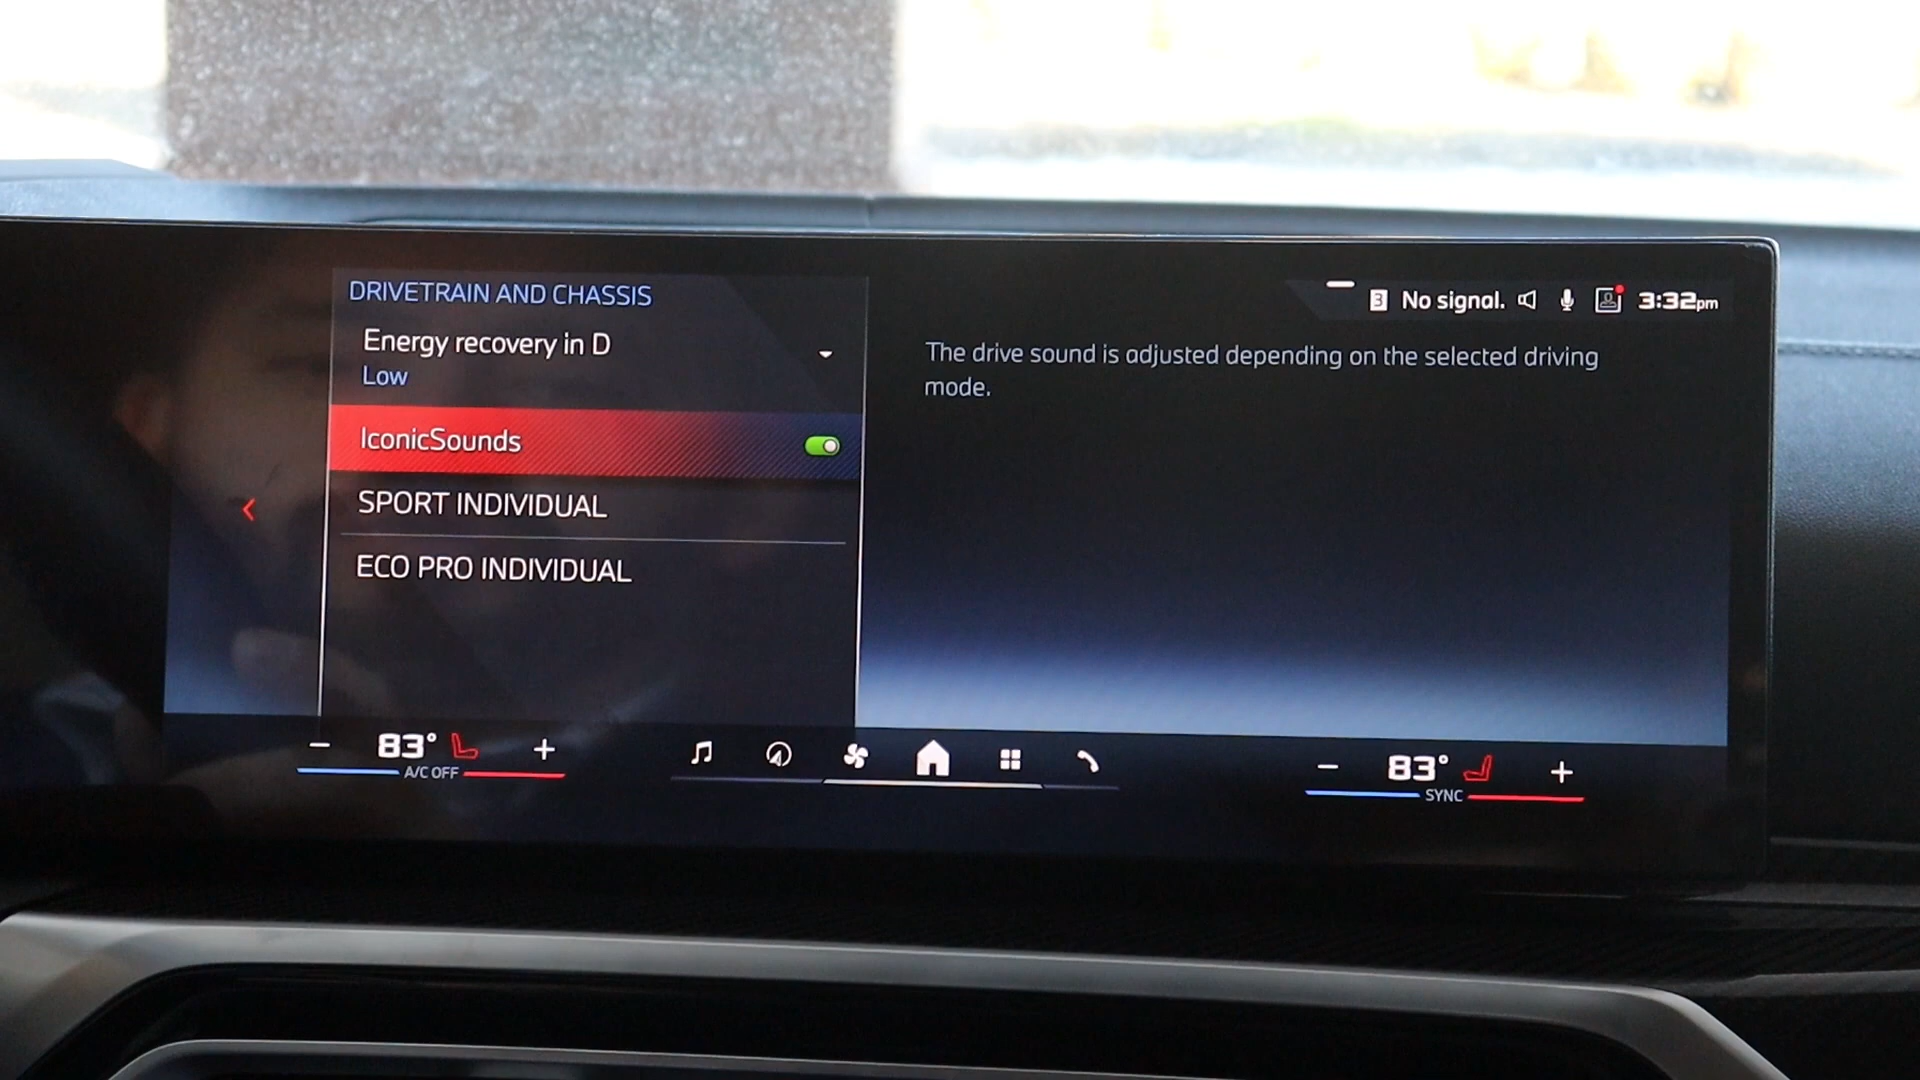 DRIVETRAIN AND CHASSIS
Energy recovery in D
Low
IconicSounds
SPORT INDIVIDUAL
ECO PRO INDIVIDUAL
3 No signal. 3:32pm
The drive sound is adjusted depending on the selected driving
mode.
− 83° +
A/C OFF
− 83° +
SYNC